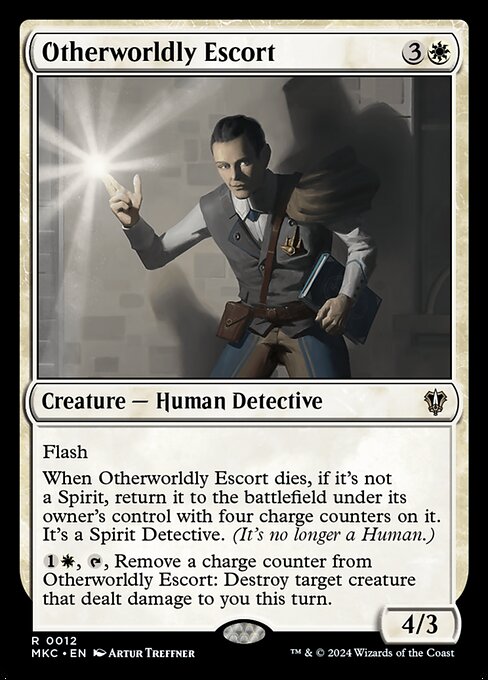 Otherworldly Escort 3
Creature — Human Detective
Flash
When Otherworldly Escort dies, if it's not
a Spirit, return it to the battlefield under its
owner's control with four charge counters on it.
It's a Spirit Detective. (It's no longer a Human.)
1, , Remove a charge counter from
Otherworldly Escort: Destroy target creature
that dealt damage to you this turn.
4/3
R 0012
MKC • EN Artur Treffner
™ & © 2024 Wizards of the Coast